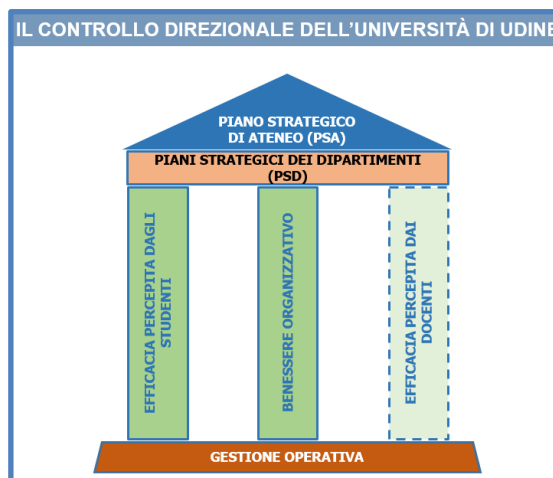 IL CONTROLLO DIREZIONALE DELL'UNIVERSITÀ DI UDINE
PIANO STRATEGICO
DI ATENEO (PSA)
PIANI STRATEGICI DEI DIPARTIMENTI
(PSD)
EFFICACIA PERCEPITA DAGLI
STUDENTI
BENESSERE ORGANIZZATIVO
EFFICACIA PERCEPITA DAI
DOCENTI
GESTIONE OPERATIVA